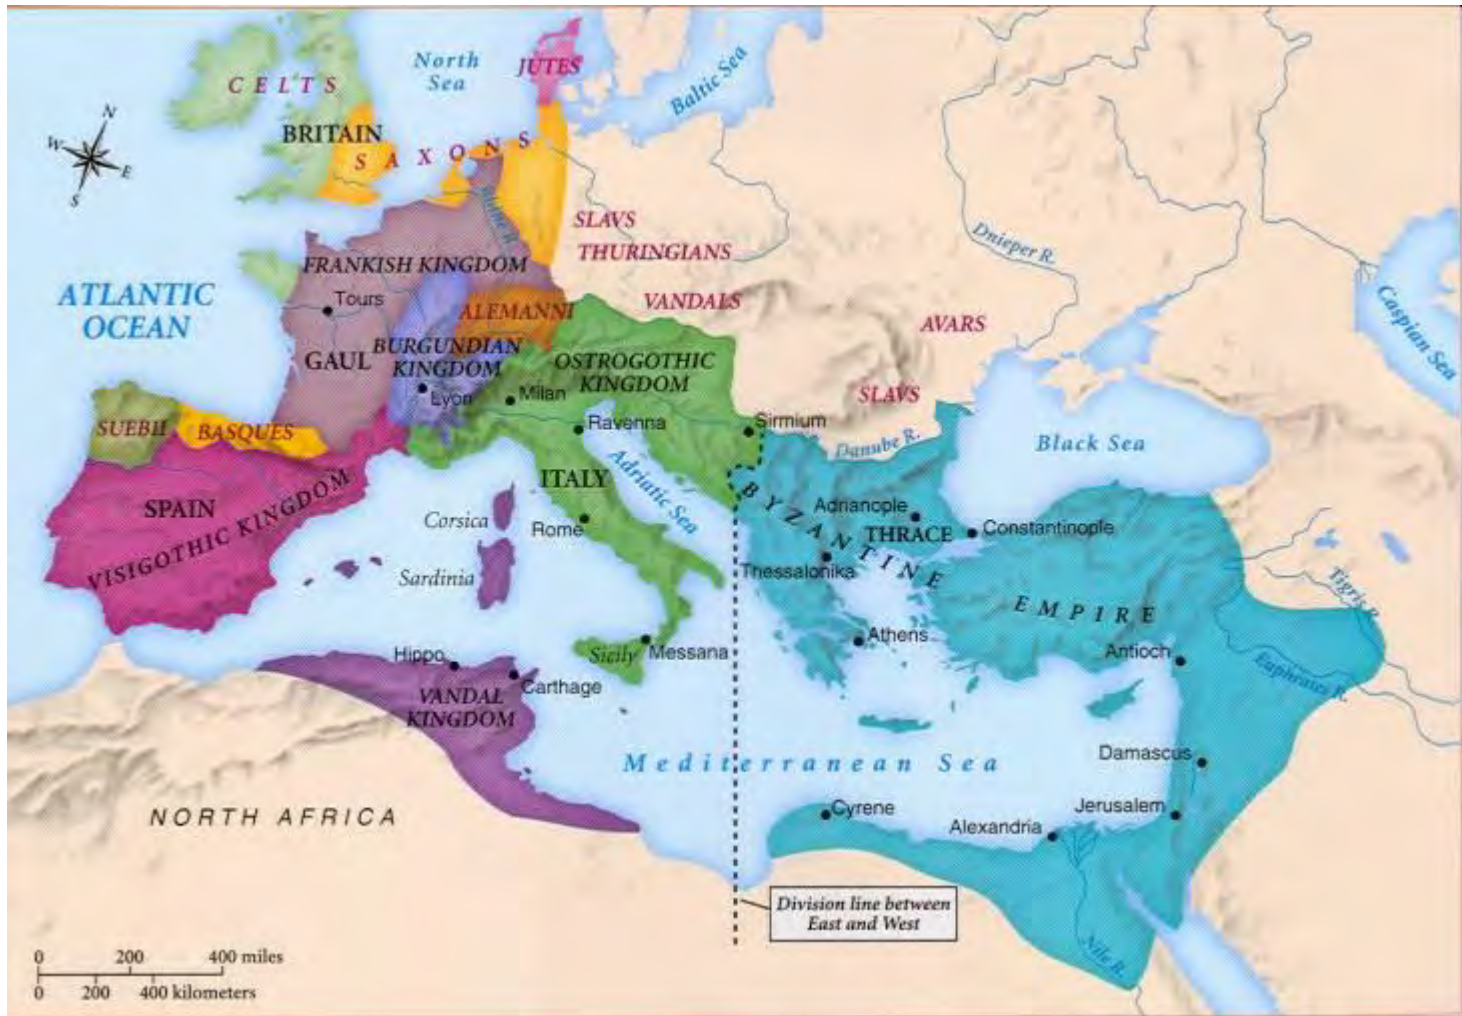 North
Sea
JUTES
Baltic Sea
CELTS
N
W
E
S
BRITAIN
SAXONS
Rhine R.
SLAVS
THURINGIANS
Dnieper R.
FRANKISH KINGDOM
ATLANTIC
OCEAN
Tours
ALEMANNI
VANDALS
AVARS
Caspian Sea
GAUL
BURGUNDIAN
KINGDOM
OSTROGOTHIC
KINGDOM
Lyon
Milan
SLAVS
SUEBII
BASQUES
Ravenna
Sirmium
Danube R.
Black Sea
SPAIN
VISIGOTHIC KINGDOM
ITALY
Adriatic Sea
Corsica
Rome
Sardinia
BYZANTINE
EMPIRE
Adrianople
THRACE
Constantinople
Thessalonika
Tigris R.
Athens
Antioch
Euphrates R.
Hippo
Sicily
Messana
Carthage
VANDAL
KINGDOM
Mediterranean Sea
Damascus
NORTH AFRICA
Cyrene
Alexandria
Jerusalem
Division line between
East and West
Nile R.
0 200 400 miles
0 200 400 kilometers